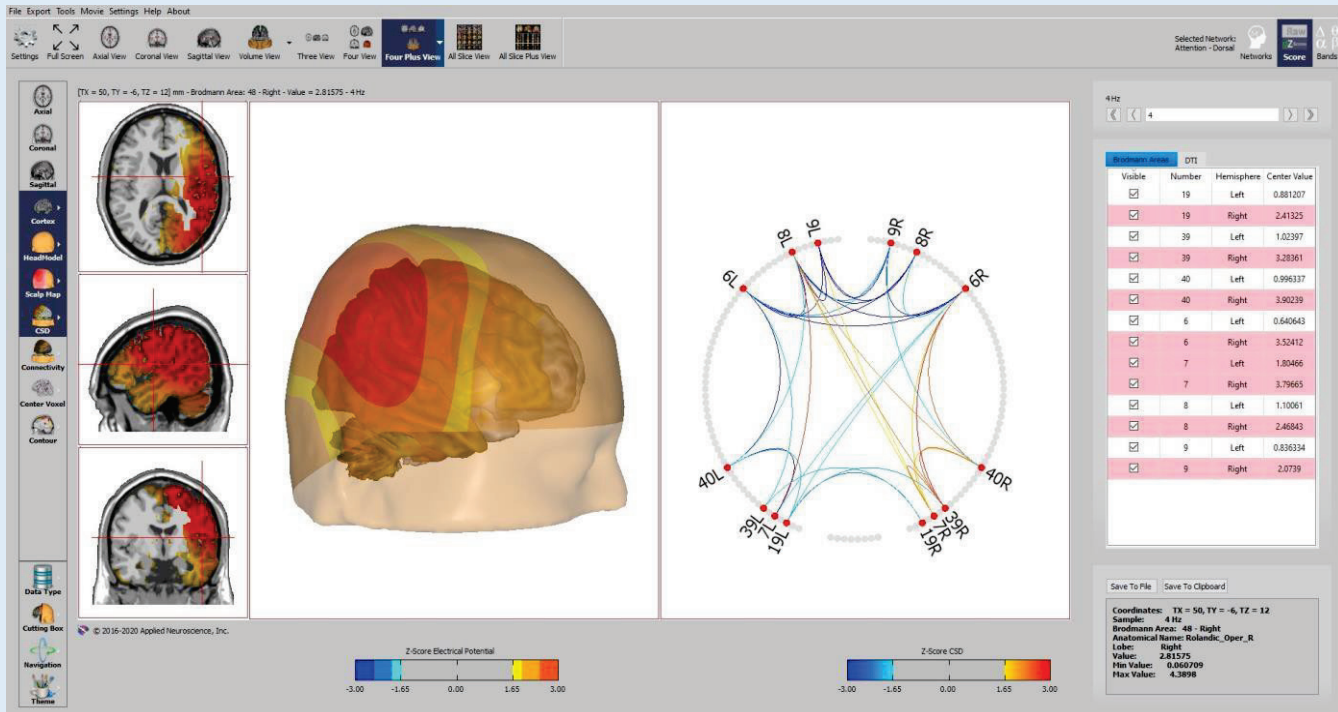 File Export Tools Movie Settings Help About
Settings Full Screen Axial View Coronal View Sagittal View Volume View Three View Four View Four Plus View All Slice View All Slice Plus View
Selected Network:
Attention - Dorsal
Networks
Raw
Z Score
Score
Δ θ
α β
Bands
[TX = 50, TY = -6, TZ = 12] mm - Brodmann Area: 48 - Right - Value = 2.81575 - 4 Hz
Axial
Coronal
Sagittal
Cortex
HeadModel
Scalp Map
CSD
Connectivity
Center Voxel
Contour
Data Type
Cutting Box
Navigation
Theme
9L 9R
8L 8R
6L 6R
40L 40R
39L 39R
7L 7R
19L 19R
© 2016-2020 Applied Neuroscience, Inc.
Z-Score Electrical Potential
-3.00 -1.65 0.00 1.65 3.00
Z-Score CSD
-3.00 -1.65 0.00 1.65 3.00
4 Hz
4
Brodmann Areas DTI
Visible Number Hemisphere Center Value
19 Left 0.881207
19 Right 2.41325
39 Left 1.02397
39 Right 3.28361
40 Left 0.996337
40 Right 3.90239
6 Left 0.640643
6 Right 3.52412
7 Left 1.80466
7 Right 3.79665
8 Left 1.10061
8 Right 2.46843
9 Left 0.836334
9 Right 2.0739
Save To File Save To Clipboard
Coordinates: TX = 50, TY = -6, TZ = 12
Sample: 4 Hz
Brodmann Area: 48 - Right
Anatomical Name: Rolandic_Oper_R
Lobe: Right
Value: 2.81575
Min Value: 0.060709
Max Value: 4.3898